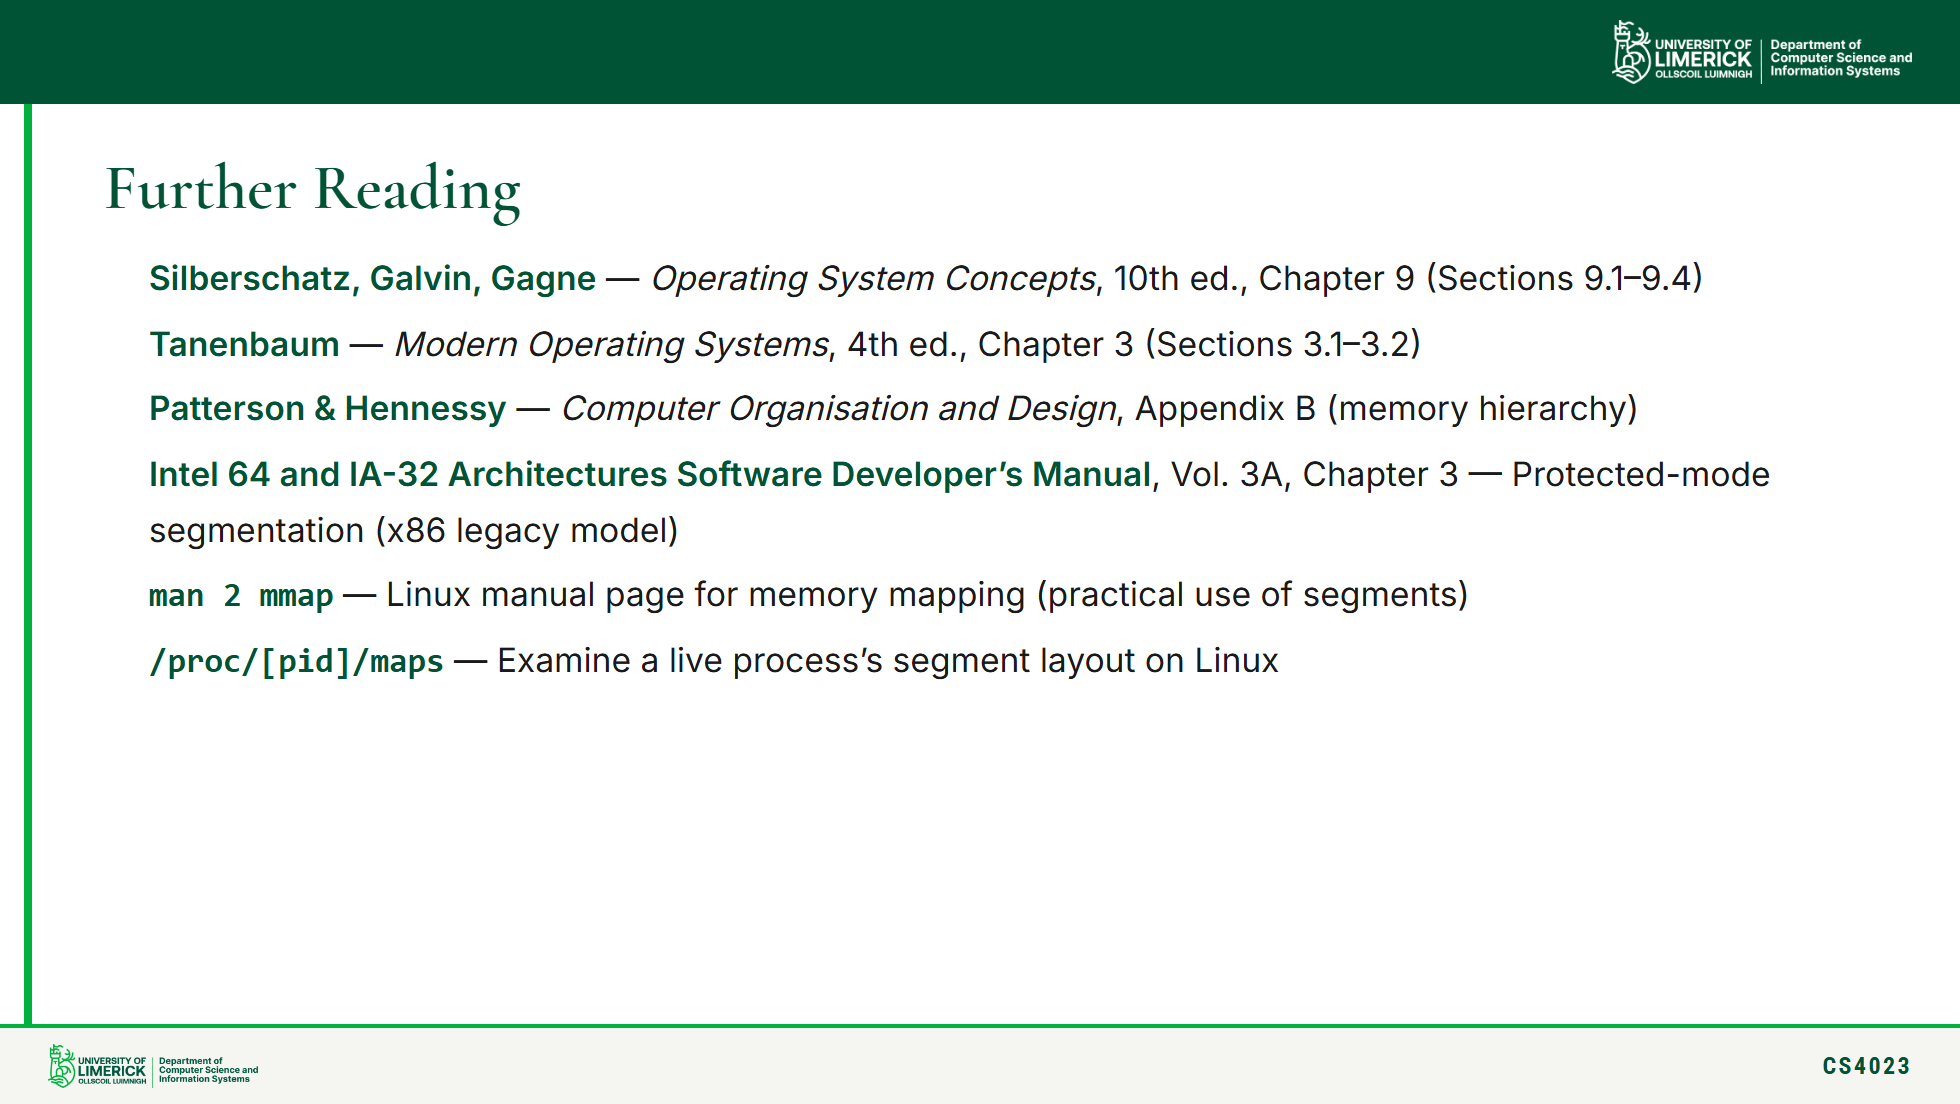 UNIVERSITY OF
LIMERICK
OLLSCOIL LUIMNIGH
Department of
Computer Science and
Information Systems
Further Reading
Silberschatz, Galvin, Gagne — Operating System Concepts, 10th ed., Chapter 9 (Sections 9.1–9.4)
Tanenbaum — Modern Operating Systems, 4th ed., Chapter 3 (Sections 3.1–3.2)
Patterson & Hennessy — Computer Organisation and Design, Appendix B (memory hierarchy)
Intel 64 and IA-32 Architectures Software Developer’s Manual, Vol. 3A, Chapter 3 — Protected-mode
segmentation (x86 legacy model)
man 2 mmap — Linux manual page for memory mapping (practical use of segments)
/proc/[pid]/maps — Examine a live process’s segment layout on Linux
UNIVERSITY OF
LIMERICK
OLLSCOIL LUIMNIGH
Department of
Computer Science and
Information Systems
CS4023